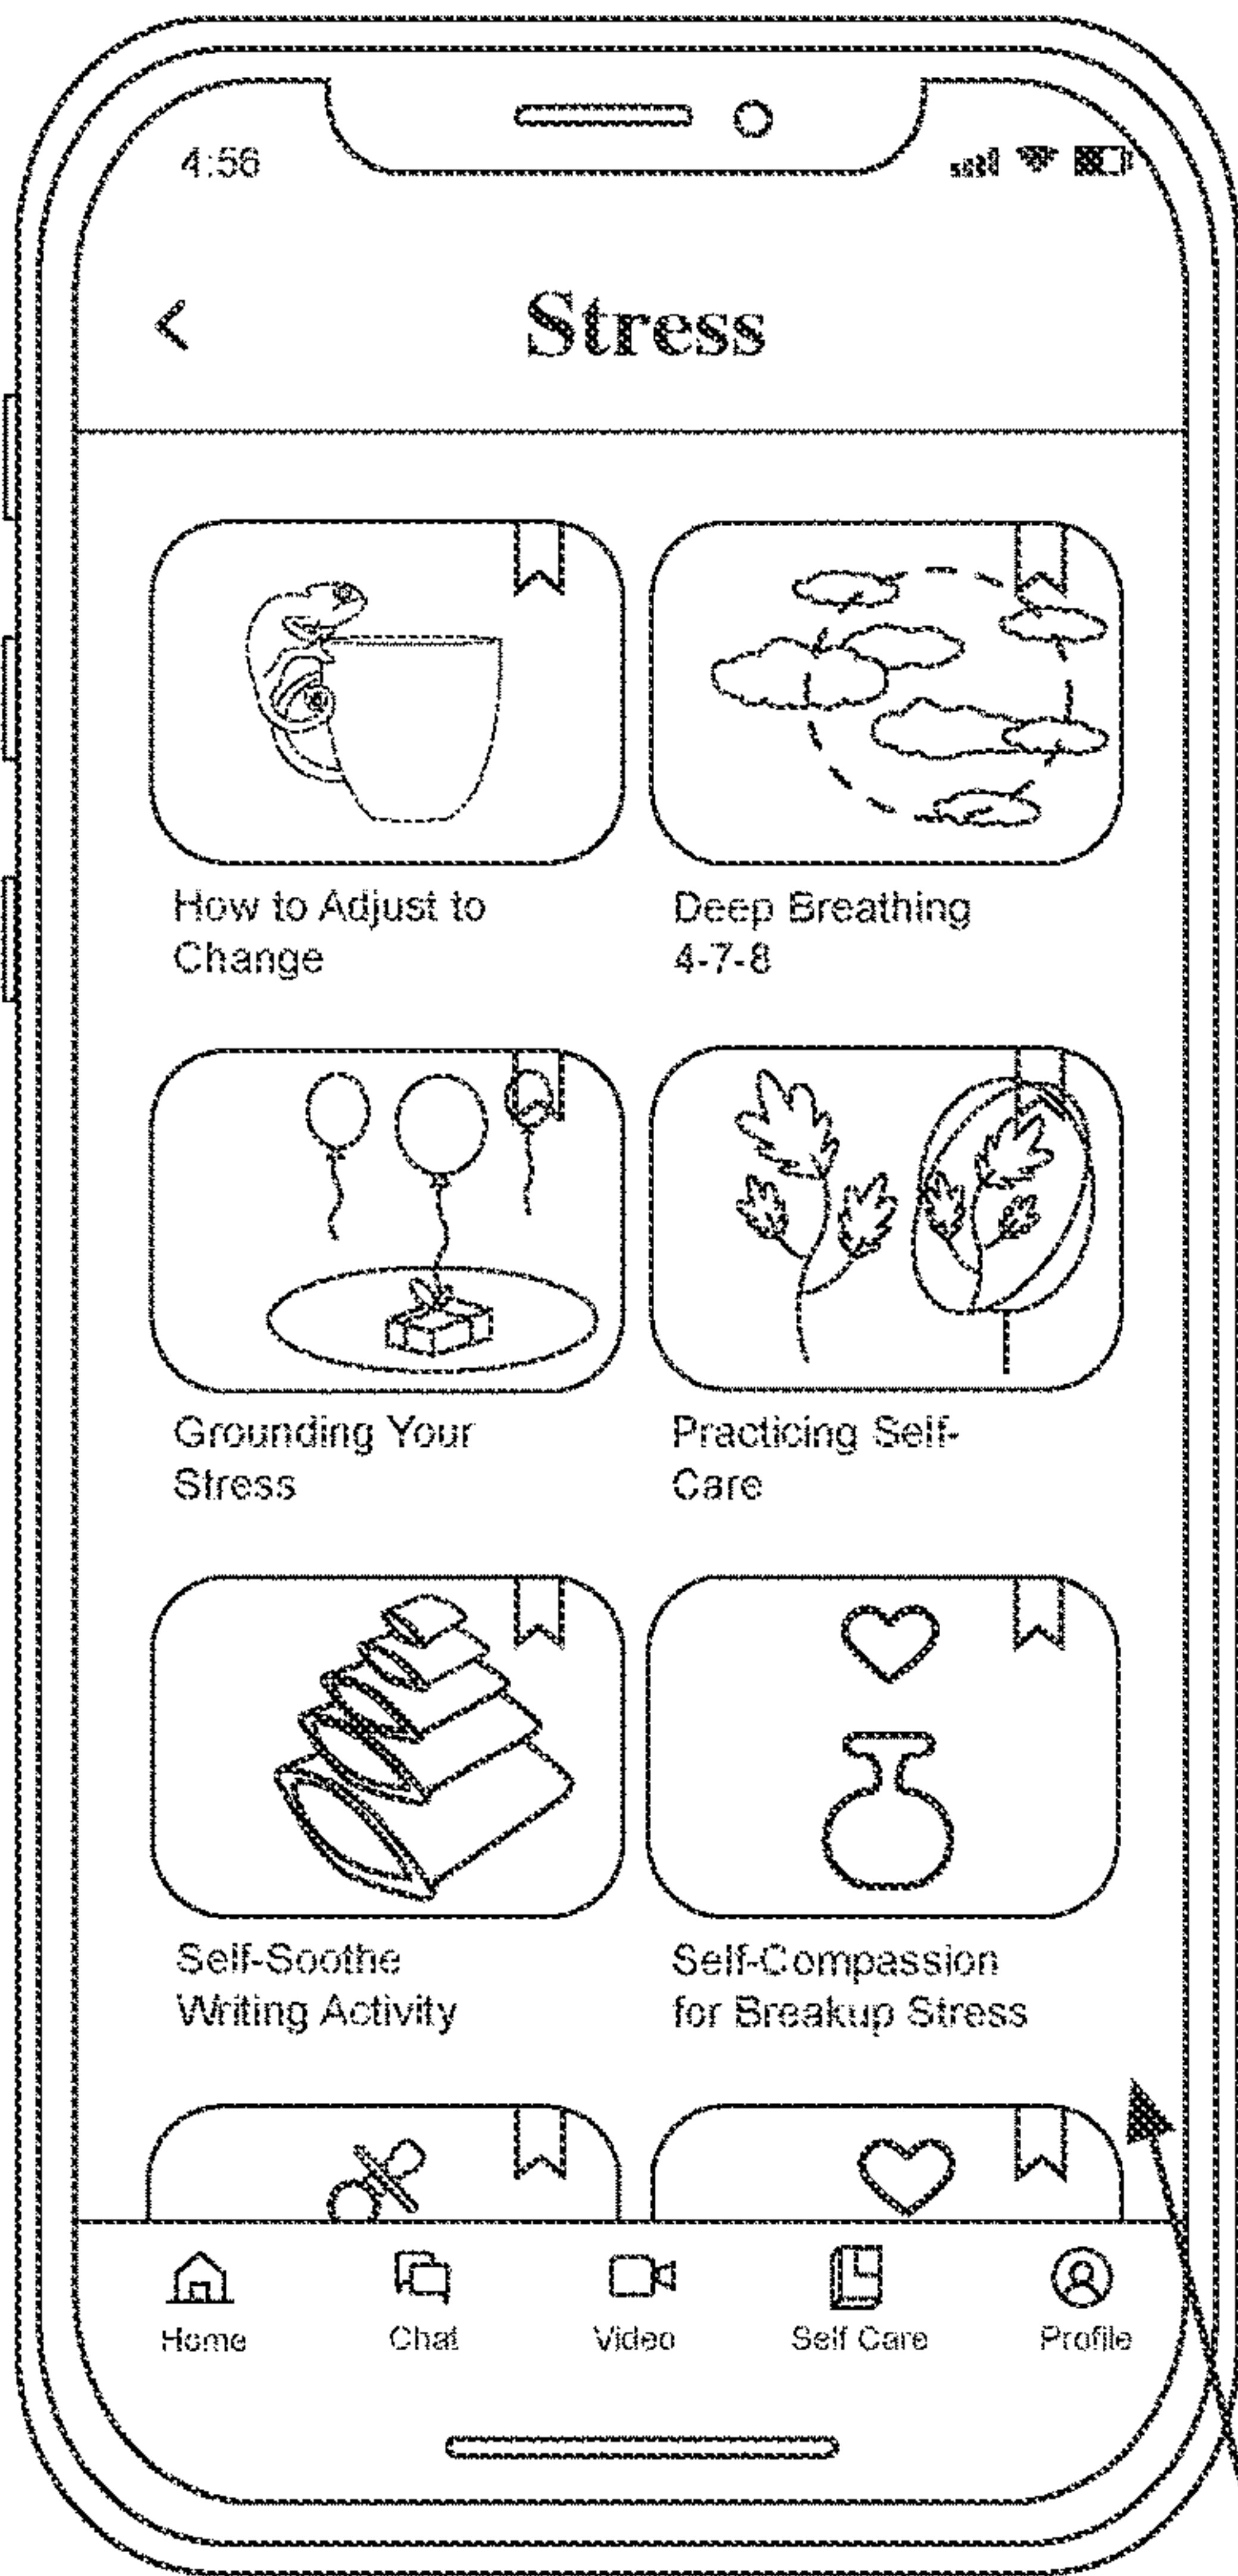 4:56
Stress
How to Adjust to
Change
Deep Breathing
4-7-8
Grounding Your
Stress
Practicing Self-
Care
Self-Soothe
Writing Activity
Self-Compassion
for Breakup Stress
Home
Chat
Video
Self Care
Profile